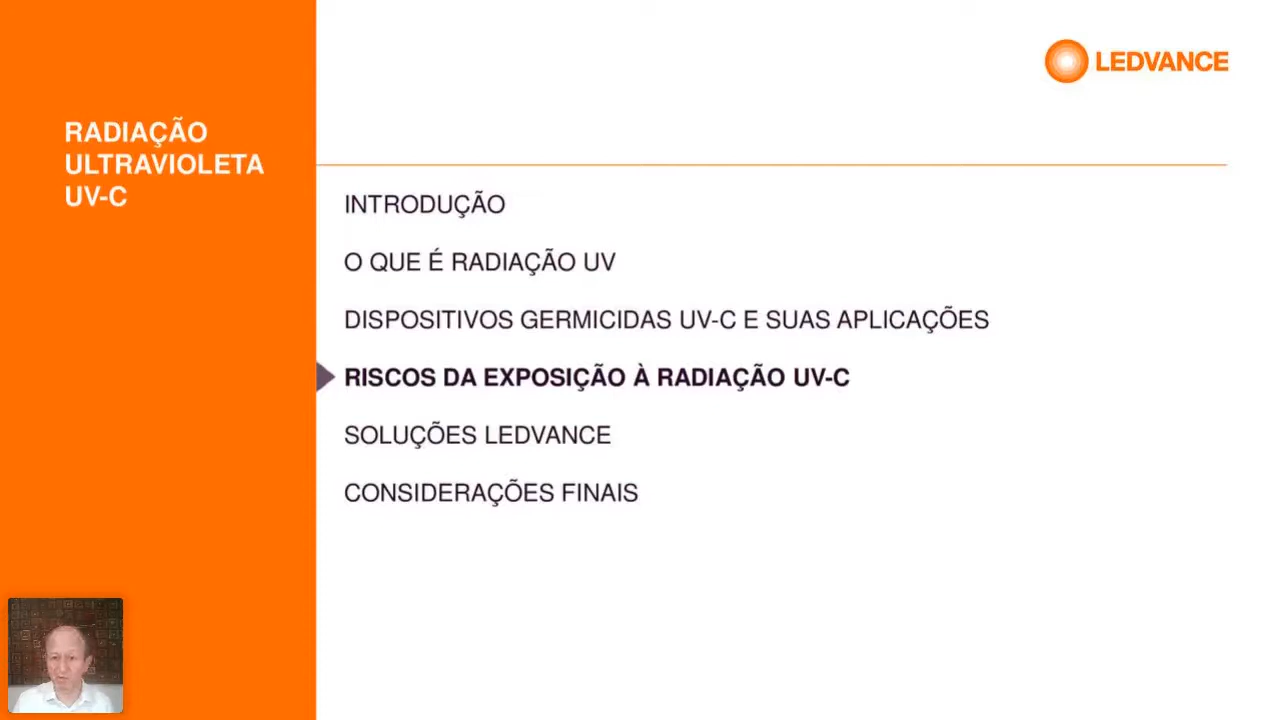 LEDVANCE
RADIAÇÃO
ULTRAVIOLETA
UV-C
INTRODUÇÃO
O QUE É RADIAÇÃO UV
DISPOSITIVOS GERMICIDAS UV-C E SUAS APLICAÇÕES
RISCOS DA EXPOSIÇÃO À RADIAÇÃO UV-C
SOLUÇÕES LEDVANCE
CONSIDERAÇÕES FINAIS